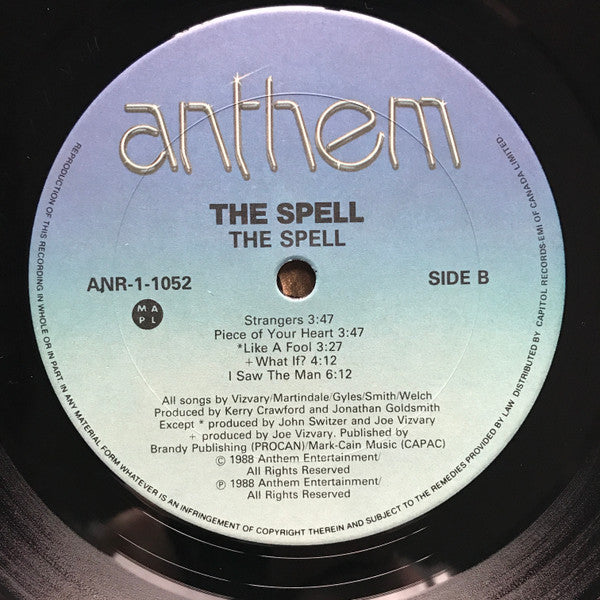 anthem
THE SPELL
THE SPELL
ANR-1-1052
SIDE B
M A
P L
Strangers 3:47
Piece of Your Heart 3:47
*Like A Fool 3:27
+ What If? 4:12
I Saw The Man 6:12
All songs by Vizvary/Martindale/Gyles/Smith/Welch
Produced by Kerry Crawford and Jonathan Goldsmith
Except * produced by John Switzer and Joe Vizvary
+ produced by Joe Vizvary. Published by
Brandy Publishing (PROCAN)/Mark-Cain Music (CAPAC)
© 1988 Anthem Entertainment/
All Rights Reserved
℗ 1988 Anthem Entertainment/
All Rights Reserved
REPRODUCTION OF THIS RECORDING IN WHOLE OR IN PART, IN ANY MATERIAL FORM WHATEVER IS AN INFRINGEMENT OF COPYRIGHT THEREIN AND SUBJECT TO THE REMEDIES PROVIDED BY LAW DISTRIBUTED BY CAPITOL RECORDS-EMI OF CANADA LIMITED.